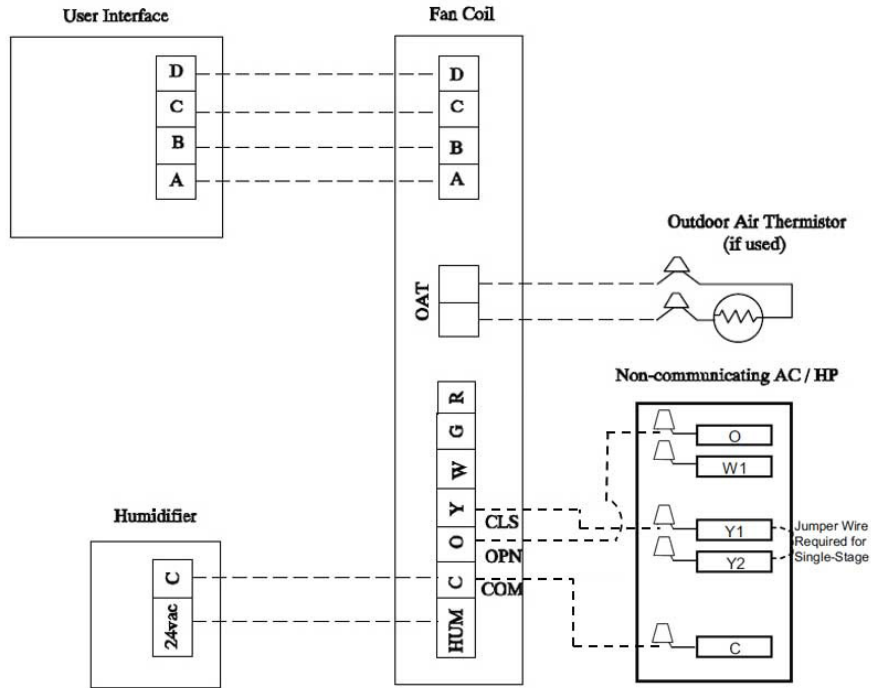 User Interface
Fan Coil
D
C
B
A
D
C
B
A
Outdoor Air Thermistor
(if used)
OAT
Non-communicating AC / HP
R
G
W
Y
O
C
HUM
CLS
OPN
COM
O
W1
Y1
Y2
C
Jumper Wire
Required for
Single-Stage
Humidifier
C
24vac